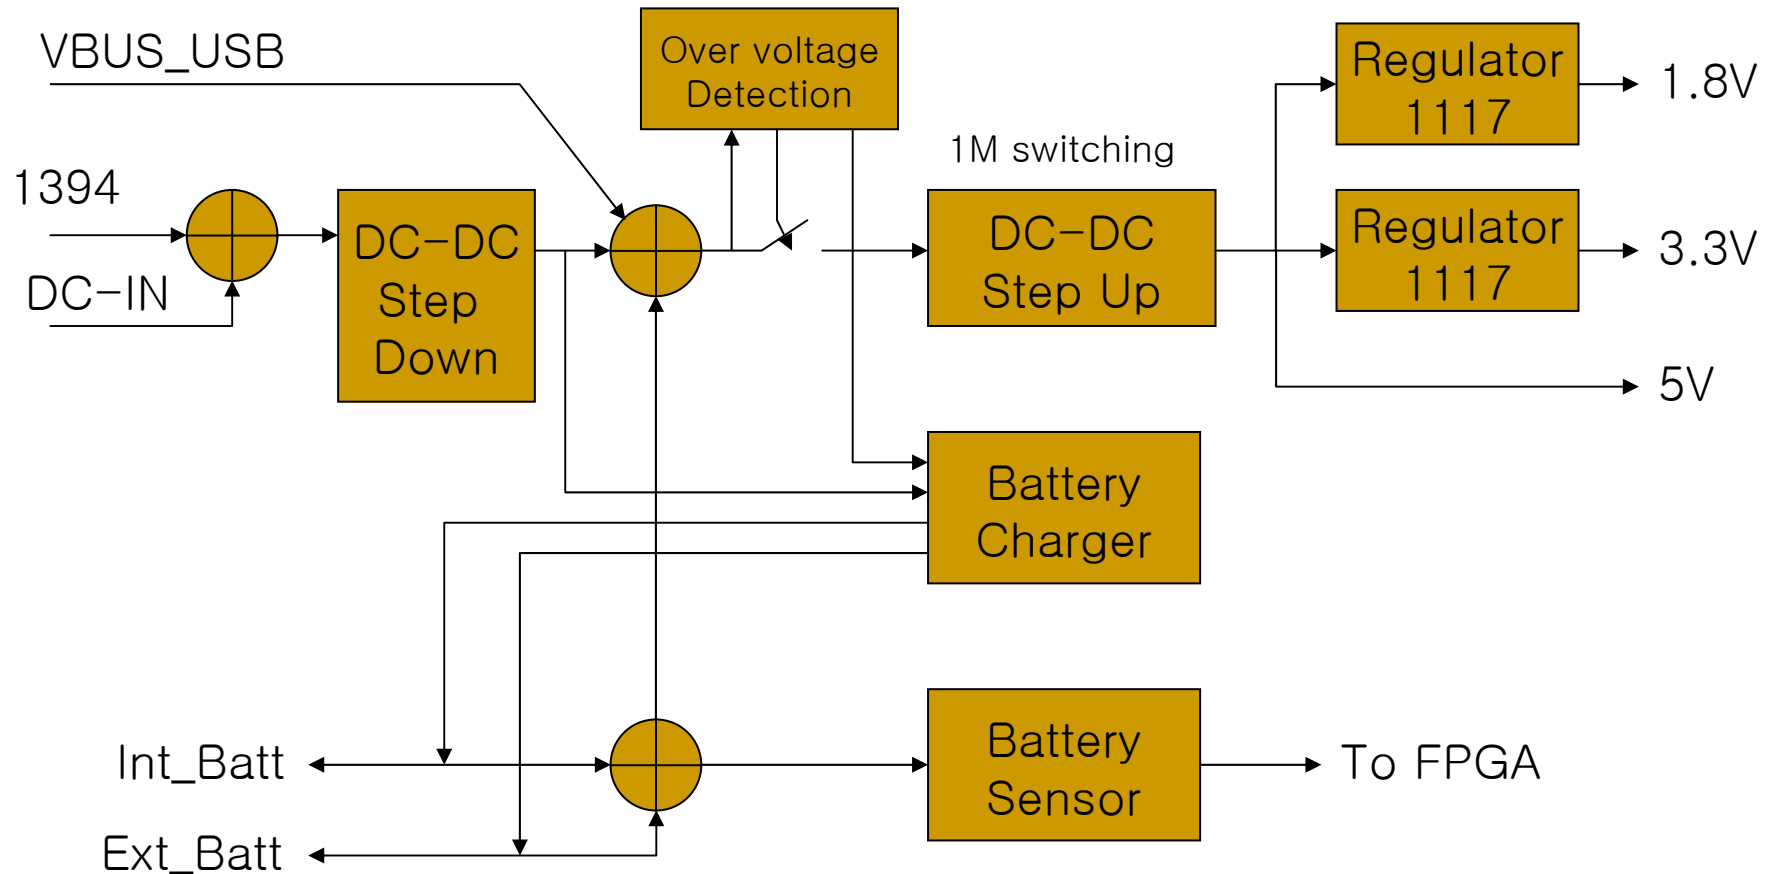 VBUS_USB
Over voltage
Detection
Regulator
1117
1.8V
1M switching
1394
DC-IN
DC-DC
Step
Down
DC-DC
Step Up
Regulator
1117
3.3V
5V
Battery
Charger
Int_Batt
Battery
Sensor
To FPGA
Ext_Batt